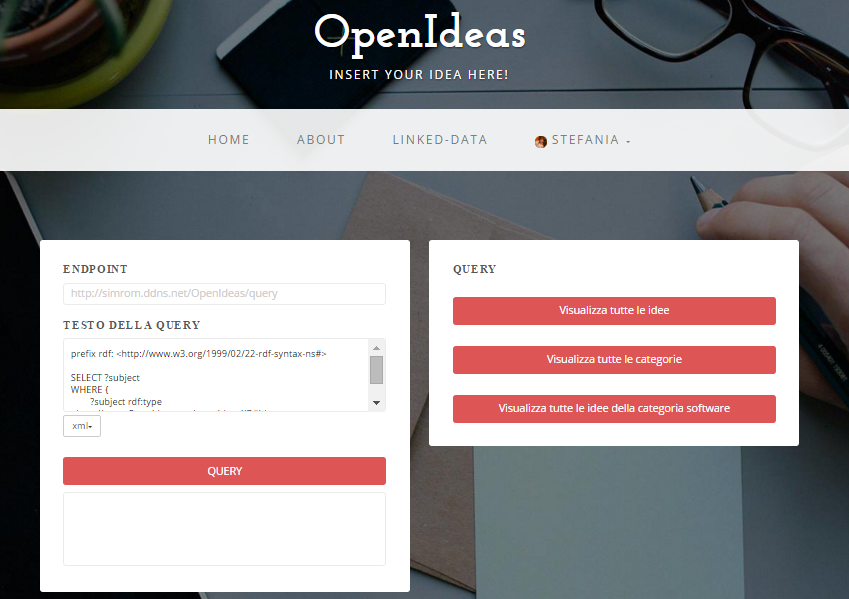 OpenIdeas
INSERT YOUR IDEA HERE!
HOME
ABOUT
LINKED-DATA
STEFANIA
ENDPOINT
http://simrom.ddns.net/OpenIdeas/query
TESTO DELLA QUERY
prefix rdf: <http://www.w3.org/1999/02/22-rdf-syntax-ns#>
SELECT ?subject
WHERE {
?subject rdf:type
xml
QUERY
QUERY
Visualizza tutte le idee
Visualizza tutte le categorie
Visualizza tutte le idee della categoria software